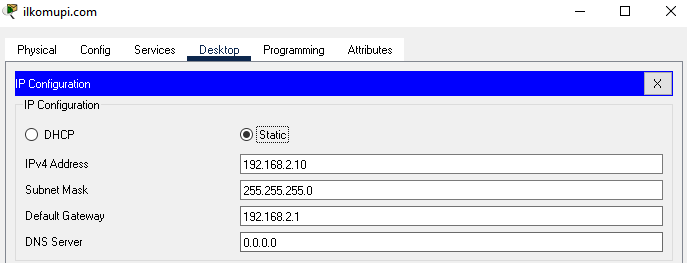 ilkomupi.com
Physical Config Services Desktop Programming Attributes
IP Configuration X
IP Configuration
DHCP Static
IPv4 Address 192.168.2.10
Subnet Mask 255.255.255.0
Default Gateway 192.168.2.1
DNS Server 0.0.0.0